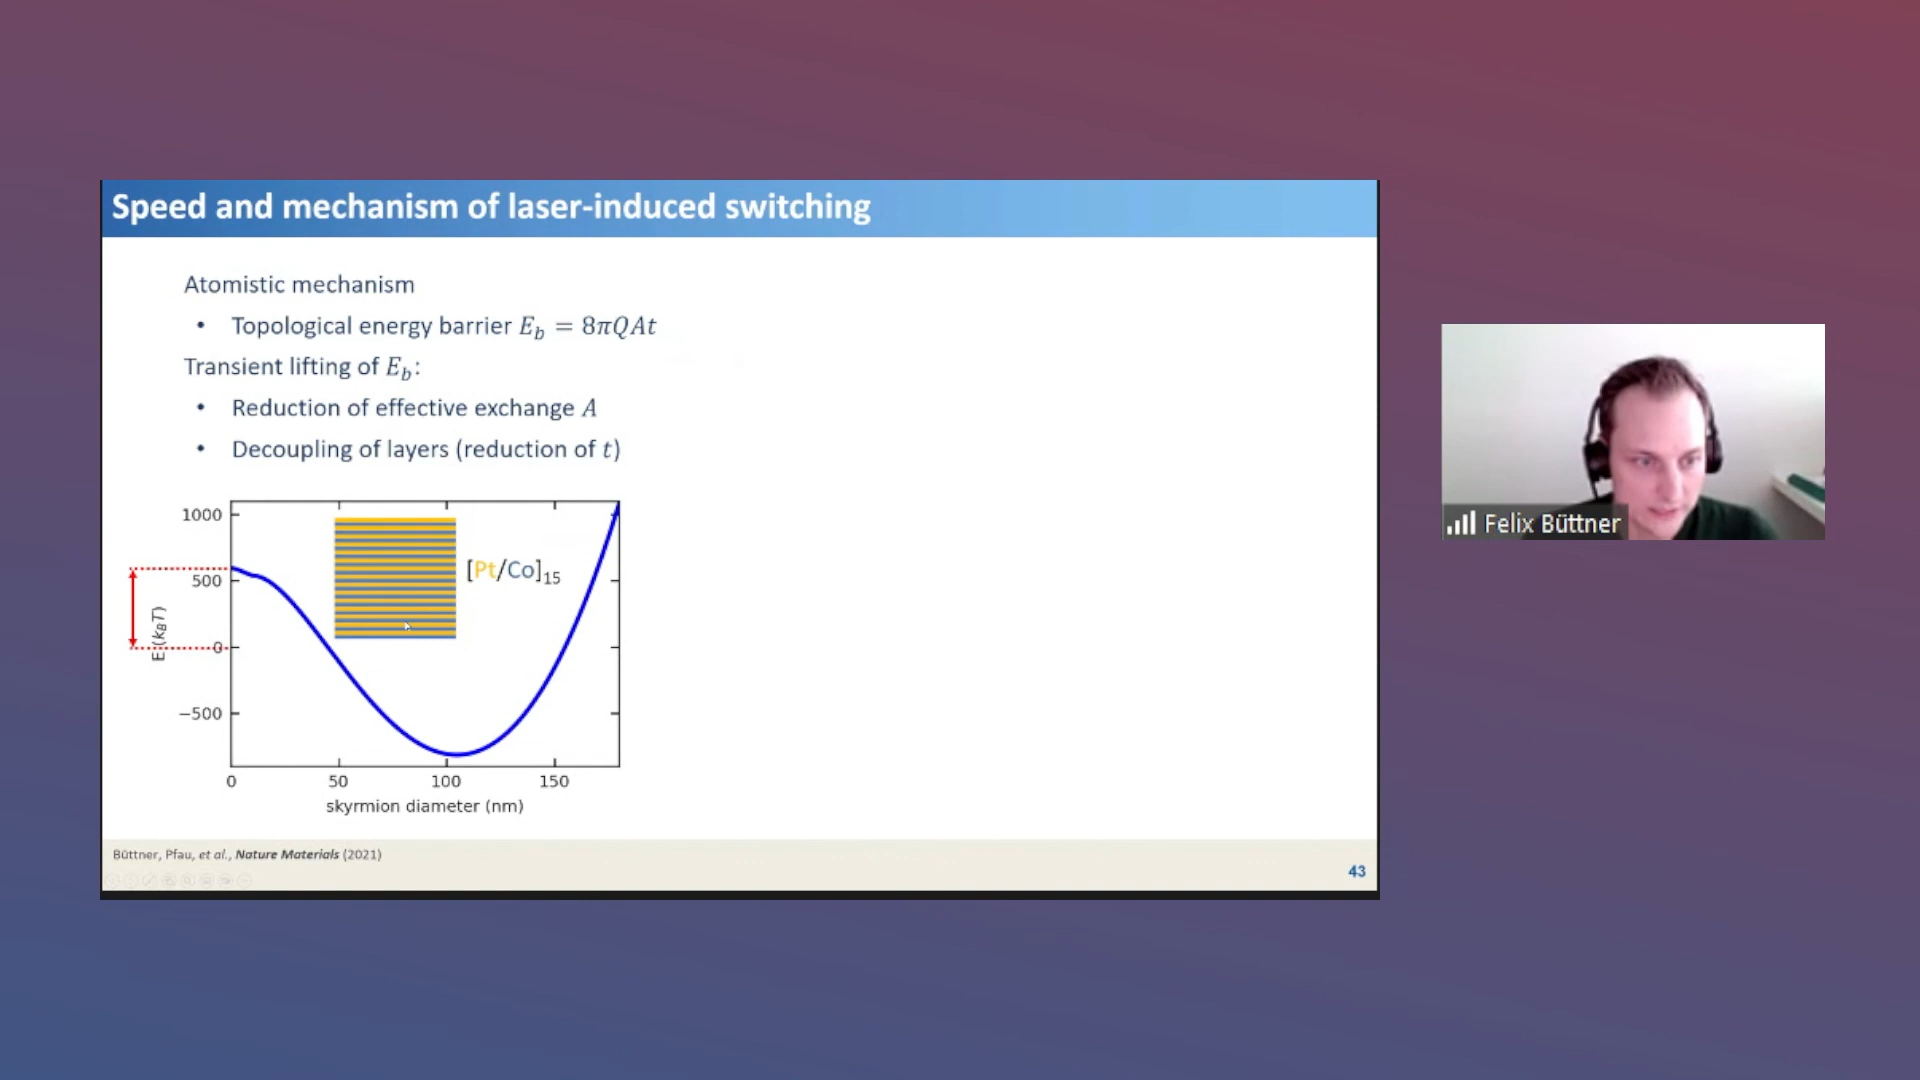 Speed and mechanism of laser-induced switching
Atomistic mechanism
• Topological energy barrier E_b = 8πQAt
Transient lifting of E_b:
• Reduction of effective exchange A
• Decoupling of layers (reduction of t)
1000
500
0
−500
E (k_BT)
[Pt/Co]₁₅
0 50 100 150
skyrmion diameter (nm)
Büttner, Pfau, et al., Nature Materials (2021)
43
Felix Büttner